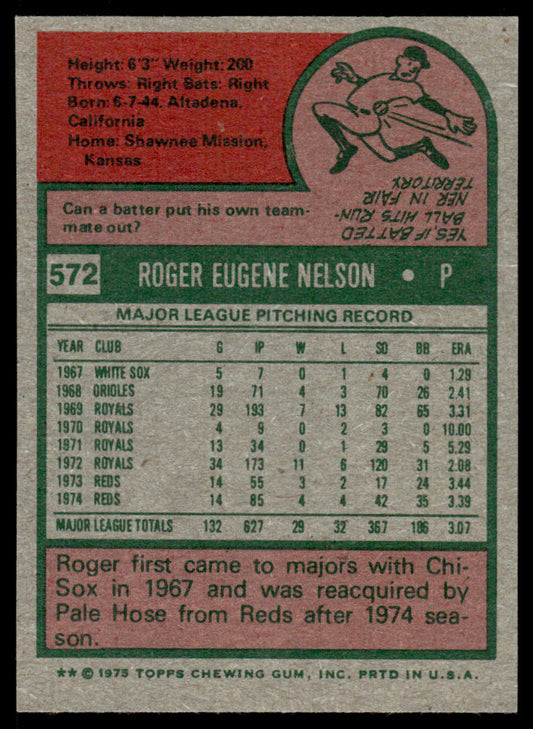 Height: 6'3" Weight: 200
Throws: Right Bats: Right
Born: 6-7-44, Altadena,
California
Home: Shawnee Mission,
Kansas
Can a batter put his own team-
mate out?
YES, IF BATTED
BALL HITS RUN-
NER IN FAIR
TERRITORY.
572 ROGER EUGENE NELSON • P
MAJOR LEAGUE PITCHING RECORD
YEAR CLUB G IP W L SO BB ERA
1967 WHITE SOX 5 7 0 1 4 0 1.29
1968 ORIOLES 19 71 4 3 70 26 2.41
1969 ROYALS 29 193 7 13 82 65 3.31
1970 ROYALS 4 9 0 2 3 0 10.00
1971 ROYALS 13 34 0 1 29 5 5.29
1972 ROYALS 34 173 11 6 120 31 2.08
1973 REDS 14 55 3 2 17 24 3.44
1974 REDS 14 85 4 4 42 35 3.39
MAJOR LEAGUE TOTALS 132 627 29 32 367 186 3.07
Roger first came to majors with Chi-
Sox in 1967 and was reacquired by
Pale Hose from Reds after 1974 sea-
son.
** © 1975 TOPPS CHEWING GUM, INC. PRTD IN U.S.A.